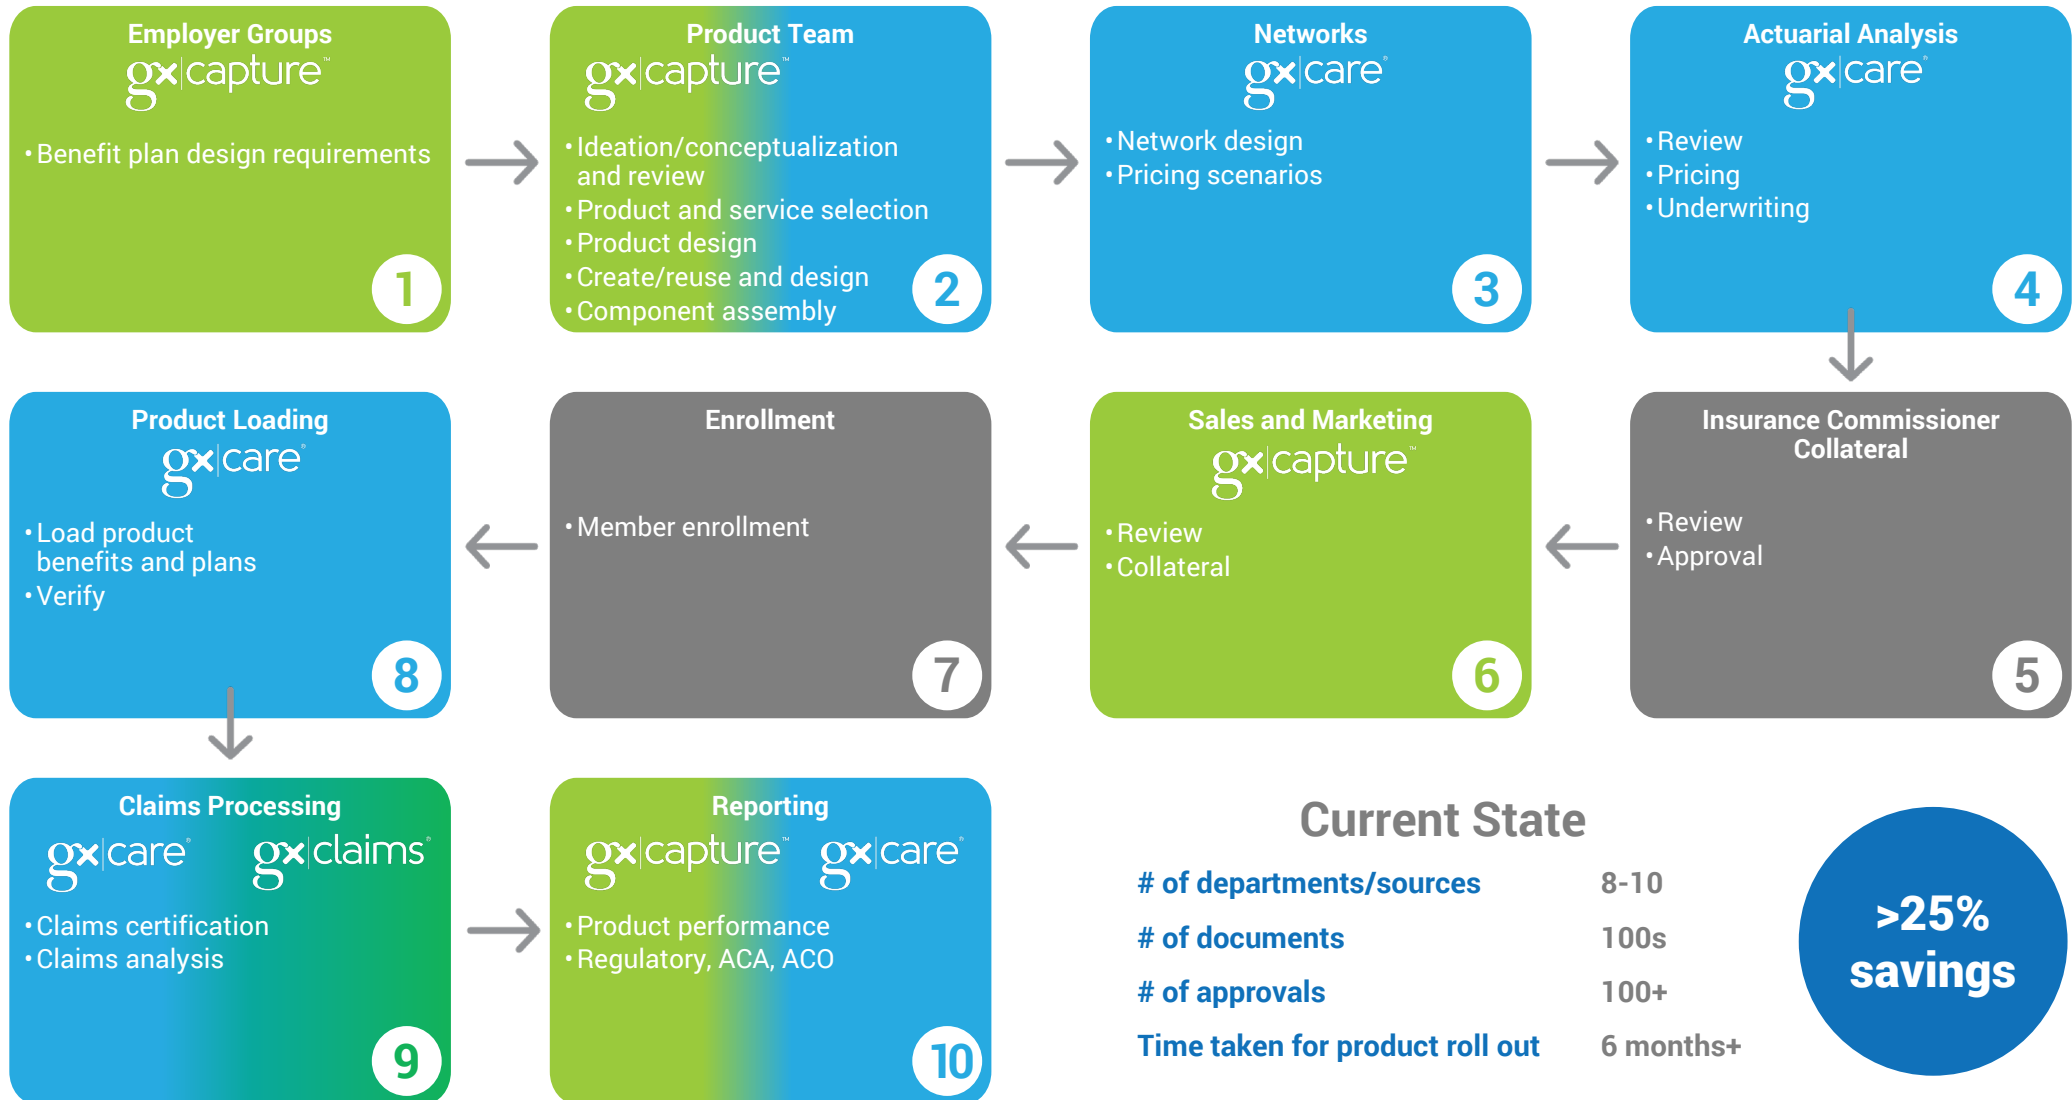 Employer Groups
gx|capture™
• Benefit plan design requirements
1
Product Team
gx|capture™
• Ideation/conceptualization
and review
• Product and service selection
• Product design
• Create/reuse and design
• Component assembly
2
Networks
gx|care®
• Network design
• Pricing scenarios
3
Actuarial Analysis
gx|care®
• Review
• Pricing
• Underwriting
4
Product Loading
gx|care®
• Load product
benefits and plans
• Verify
8
Enrollment
• Member enrollment
7
Sales and Marketing
gx|capture™
• Review
• Collateral
6
Insurance Commissioner
Collateral
• Review
• Approval
5
Claims Processing
gx|care® gx|claims®
• Claims certification
• Claims analysis
9
Reporting
gx|capture™ gx|care®
• Product performance
• Regulatory, ACA, ACO
10
Current State
# of departments/sources 8-10
# of documents 100s
# of approvals 100+
Time taken for product roll out 6 months+
>25%
savings